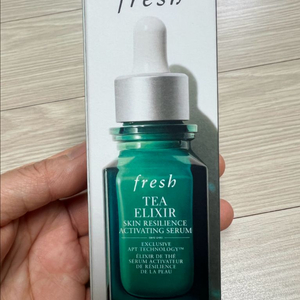 fresh
fresh
TEA
ELIXIR
SKIN RESILIENCE
ACTIVATING SERUM
EXCLUSIVE
APT TECHNOLOGY™
ÉLIXIR DE THÉ
SÉRUM ACTIVATEUR
DE RÉSILIENCE
DE LA PEAU